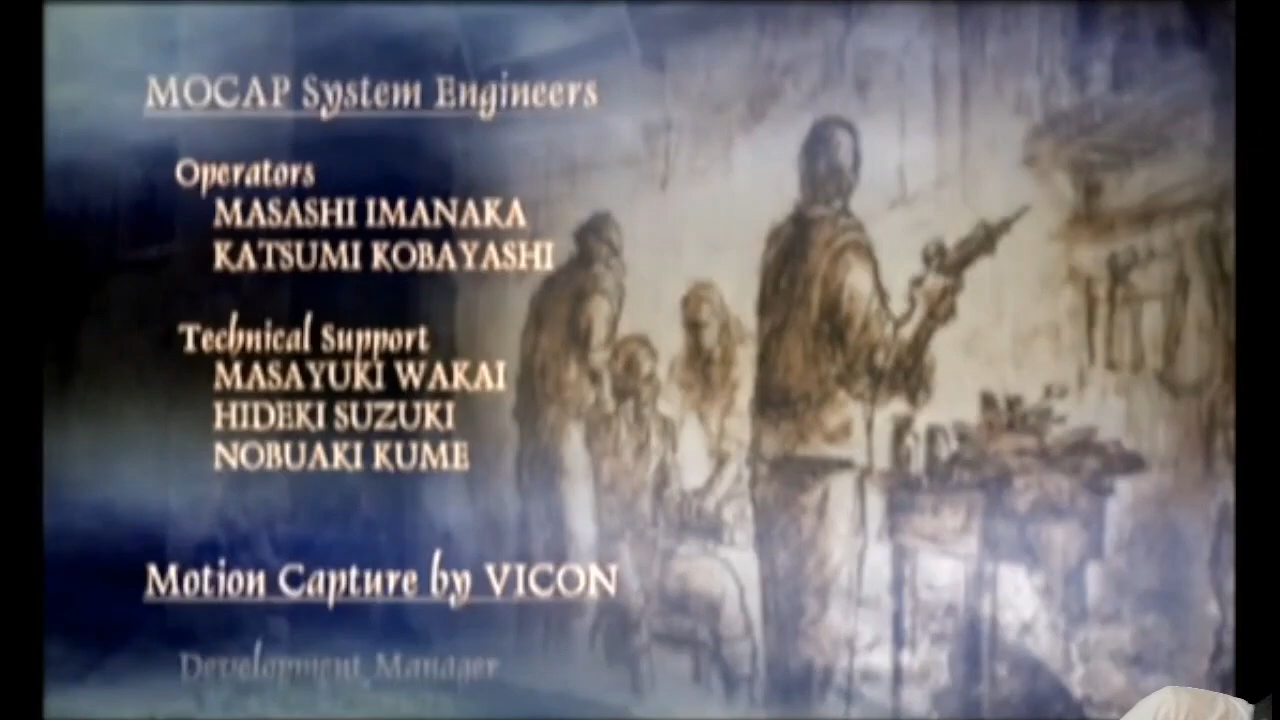 MOCAP System Engineers
Operators
MASASHI IMANAKA
KATSUMI KOBAYASHI
Technical Support
MASAYUKI WAKAI
HIDEKI SUZUKI
NOBUAKI KUME
Motion Capture by VICON
Development Manager